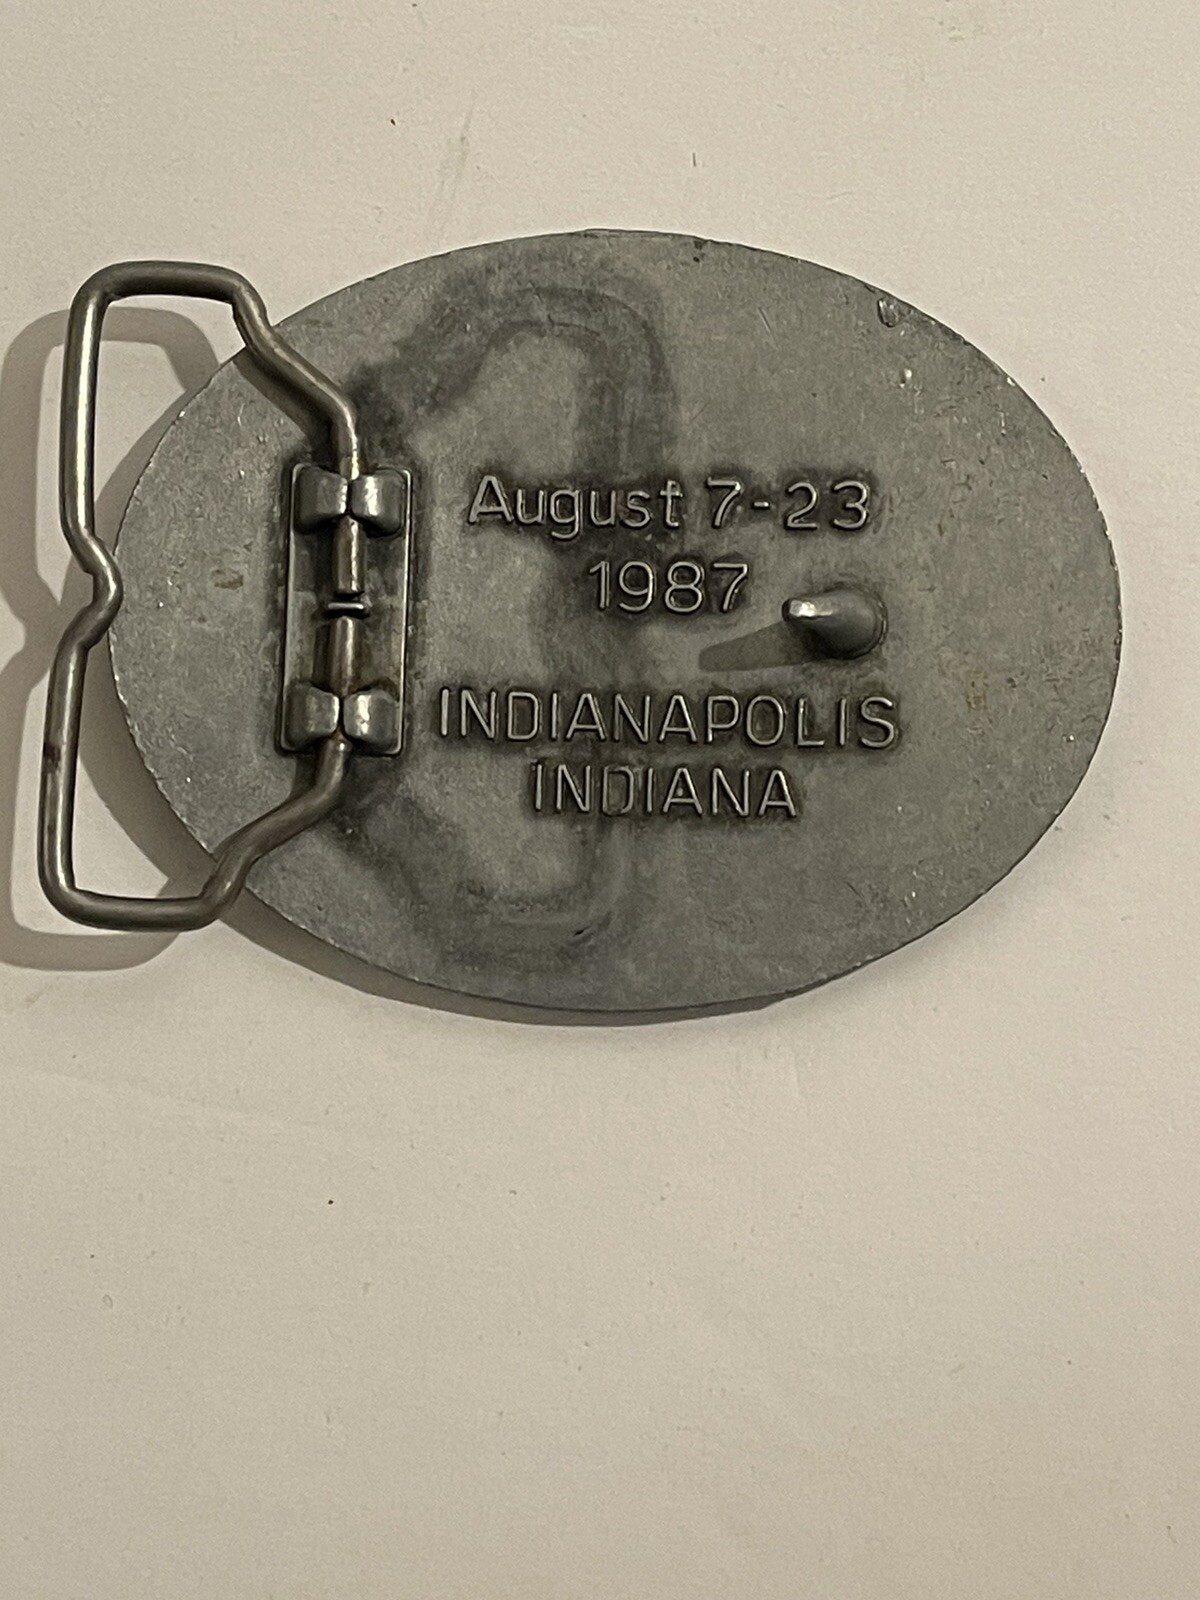 August 7-23
1987
INDIANAPOLIS
INDIANA